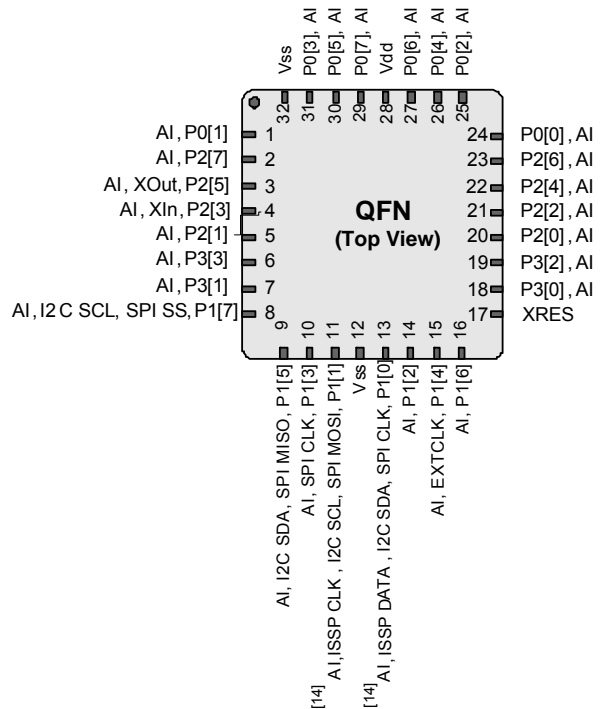 Vss
P0[3], AI
P0[5], AI
P0[7], AI
Vdd
P0[6], AI
P0[4], AI
P0[2], AI
32
31
30
29
28
27
26
25
AI, P0[1] 1
AI, P2[7] 2
AI, XOut, P2[5] 3
AI, XIn, P2[3] 4
AI, P2[1] 5
AI, P3[3] 6
AI, P3[1] 7
AI, I2C SCL, SPI SS, P1[7] 8
QFN
(Top View)
24 P0[0], AI
23 P2[6], AI
22 P2[4], AI
21 P2[2], AI
20 P2[0], AI
19 P3[2], AI
18 P3[0], AI
17 XRES
9
10
11
12
13
14
15
16
AI, I2C SDA, SPI MISO, P1[5]
AI, SPI CLK, P1[3]
[14] AI, ISSP CLK, I2C SCL, SPI MOSI, P1[1]
Vss
[14] AI, ISSP DATA, I2C SDA, SPI CLK, P1[0]
AI, P1[2]
AI, EXTCLK, P1[4]
AI, P1[6]